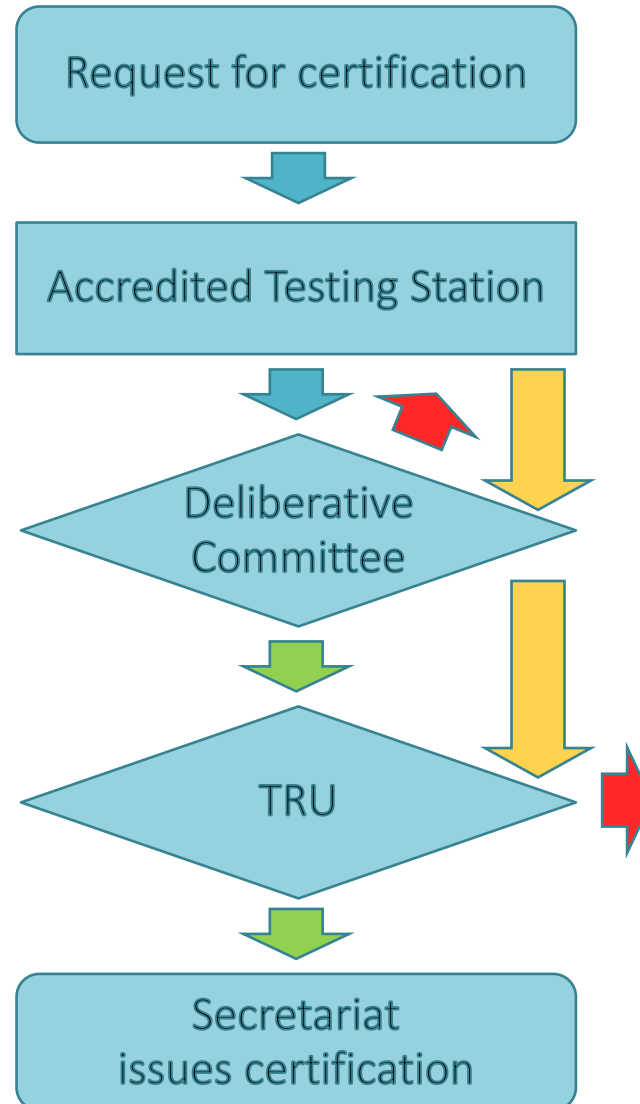 Request for certification
Accredited Testing Station
Deliberative
Committee
TRU
Secretariat
issues certification